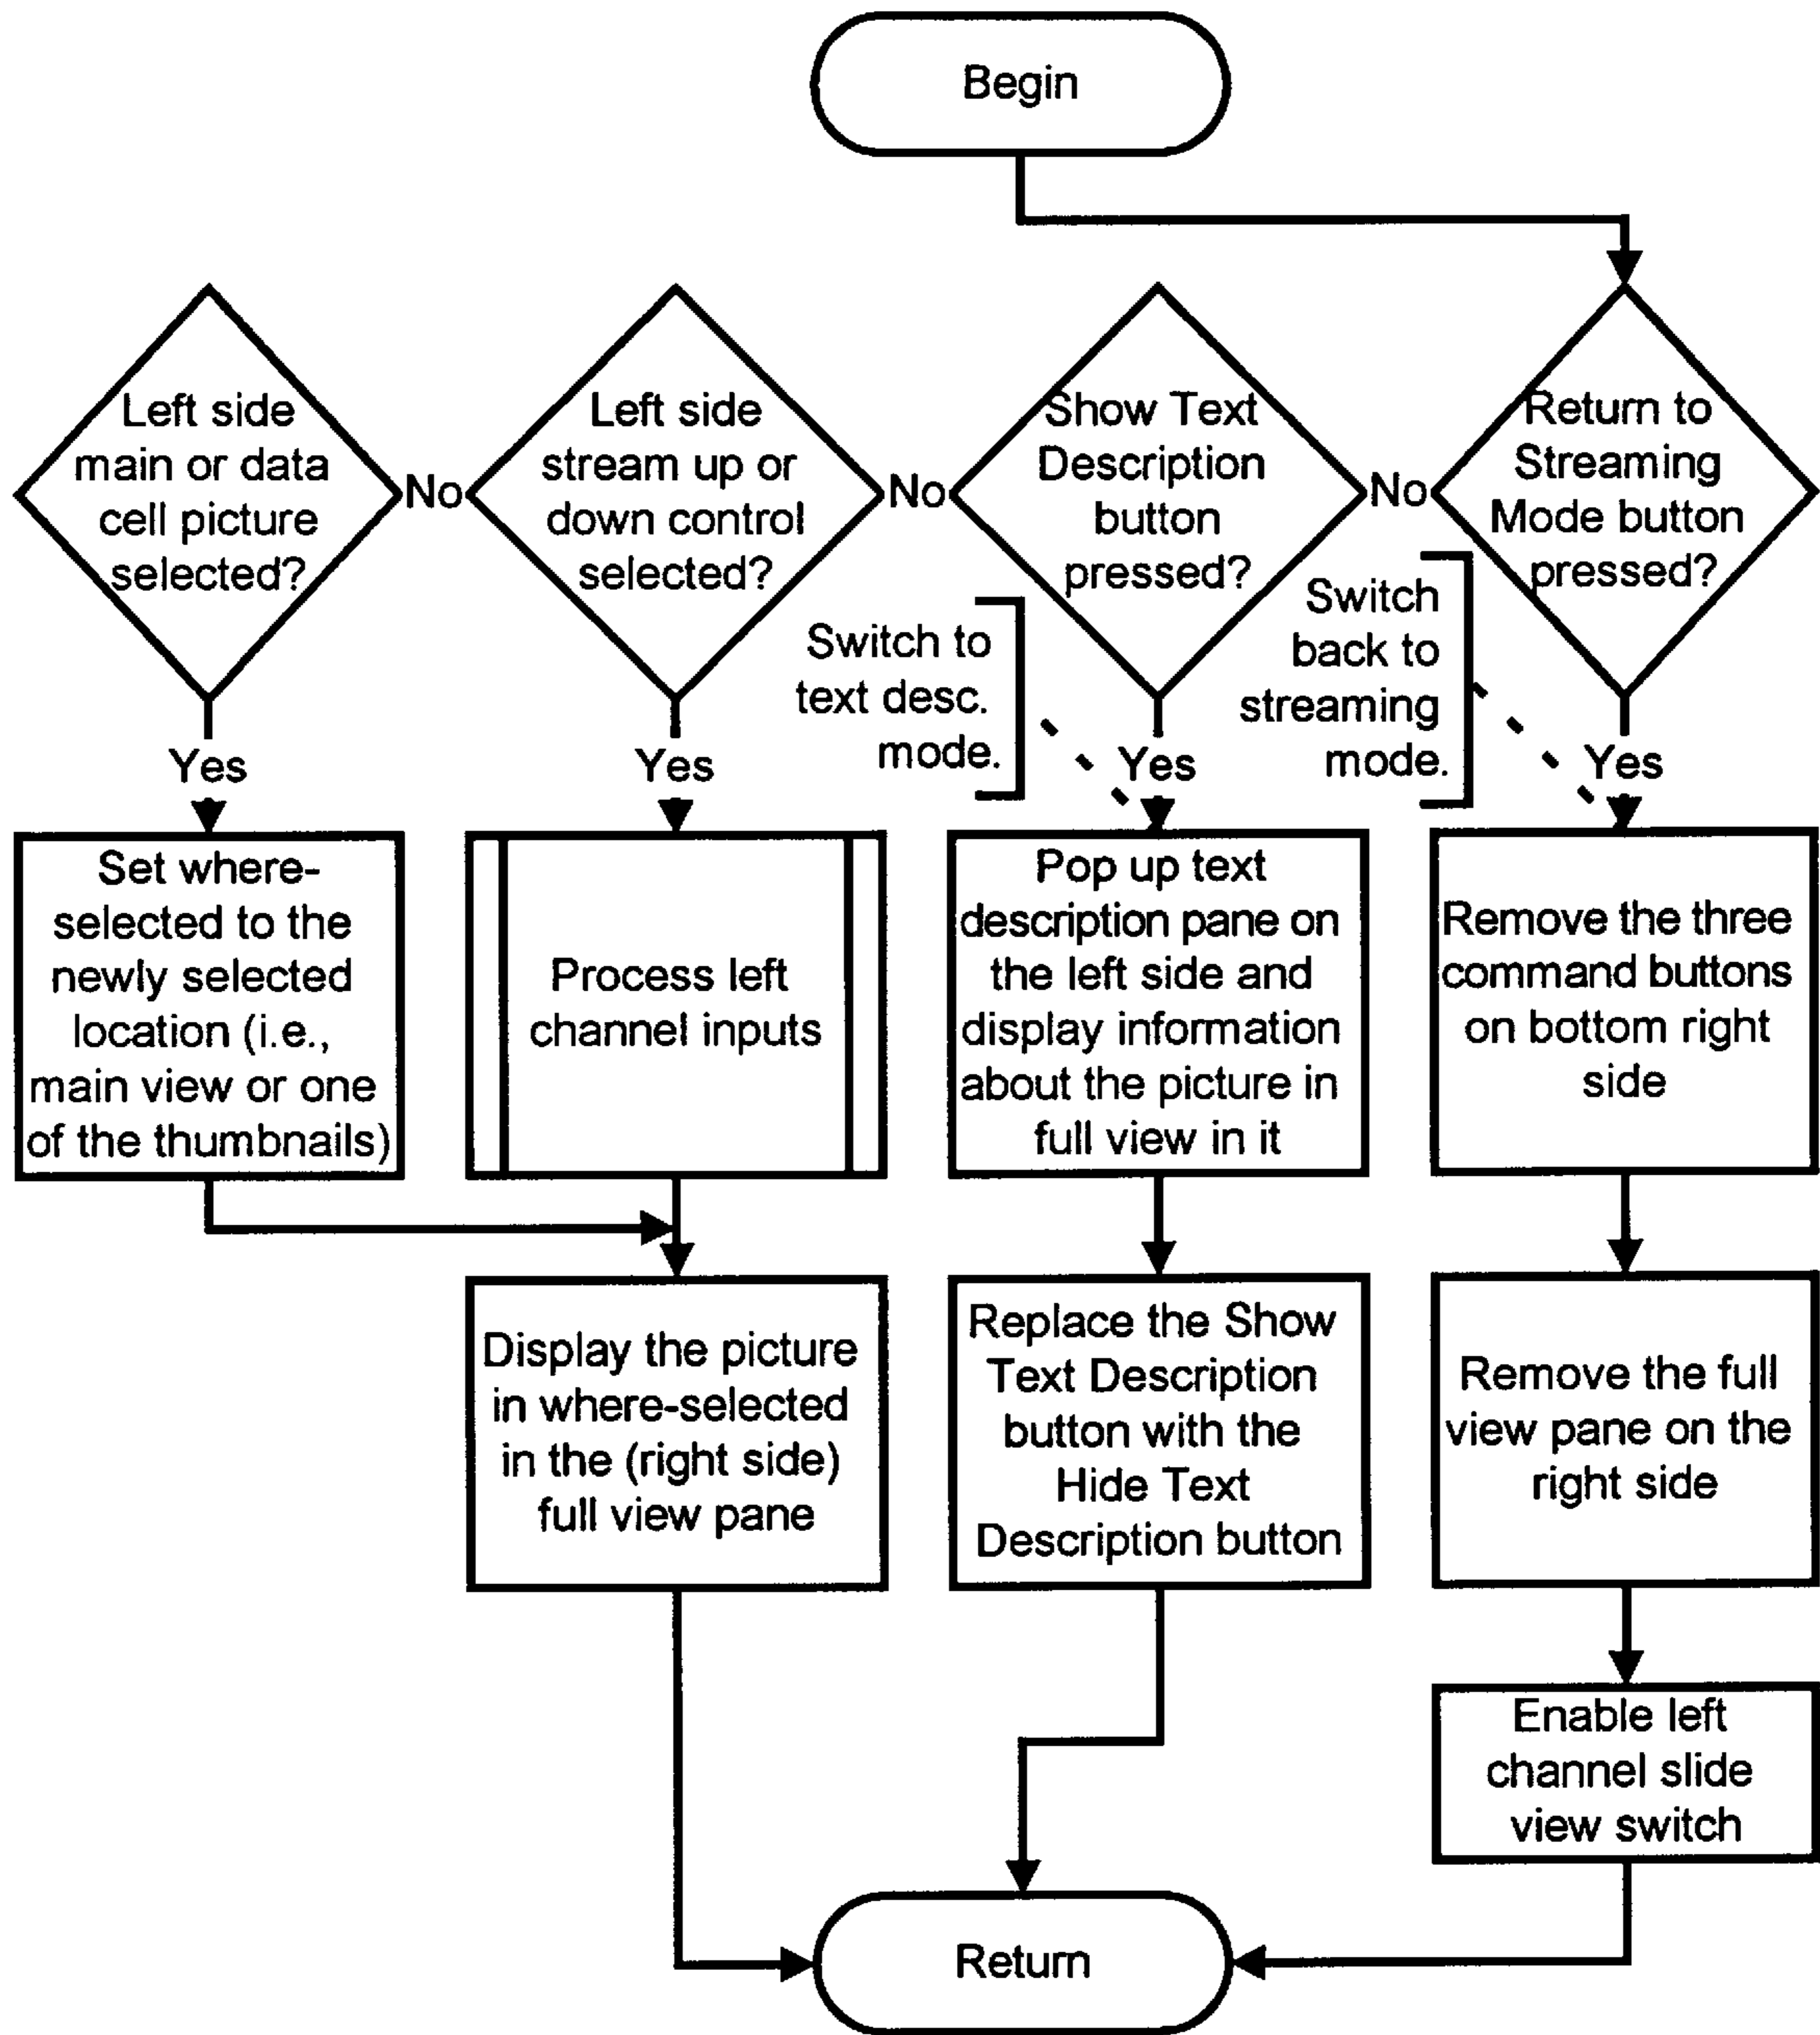 Begin
Left side
main or data
cell picture
selected?
No
Left side
stream up or
down control
selected?
No
Show Text
Description
button
pressed?
No
Return to
Streaming
Mode button
pressed?
Switch to
text desc.
mode.
Switch
back to
streaming
mode.
Yes
Yes
Yes
Yes
Set where-
selected to the
newly selected
location (i.e.,
main view or one
of the thumbnails)
Process left
channel inputs
Pop up text
description pane on
the left side and
display information
about the picture in
full view in it
Remove the three
command buttons
on bottom right
side
Display the picture
in where-selected
in the (right side)
full view pane
Replace the Show
Text Description
button with the
Hide Text
Description button
Remove the full
view pane on the
right side
Enable left
channel slide
view switch
Return